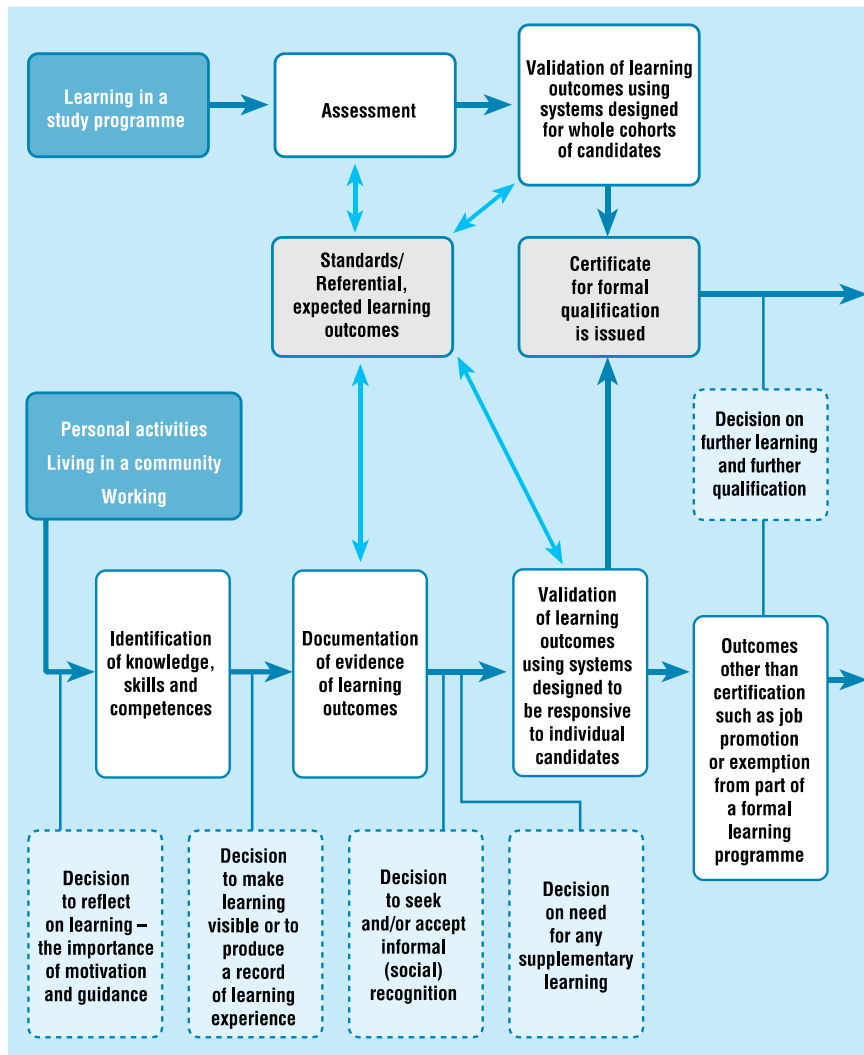 Learning in a
study programme
Assessment
Validation of learning
outcomes using
systems designed
for whole cohorts
of candidates
Standards/
Referential,
expected learning
outcomes
Certificate
for formal
qualification
is issued
Personal activities
Living in a community
Working
Decision on
further learning
and further
qualification
Identification
of knowledge,
skills and
competences
Documentation
of evidence
of learning
outcomes
Validation
of learning
outcomes
using systems
designed to
be responsive
to individual
candidates
Outcomes
other than
certification
such as job
promotion
or exemption
from part of
a formal
learning
programme
Decision
to reflect
on learning –
the importance
of motivation
and guidance
Decision
to make
learning
visible or to
produce
a record
of learning
experience
Decision
to seek
and/or accept
informal
(social)
recognition
Decision
on need
for any
supplementary
learning